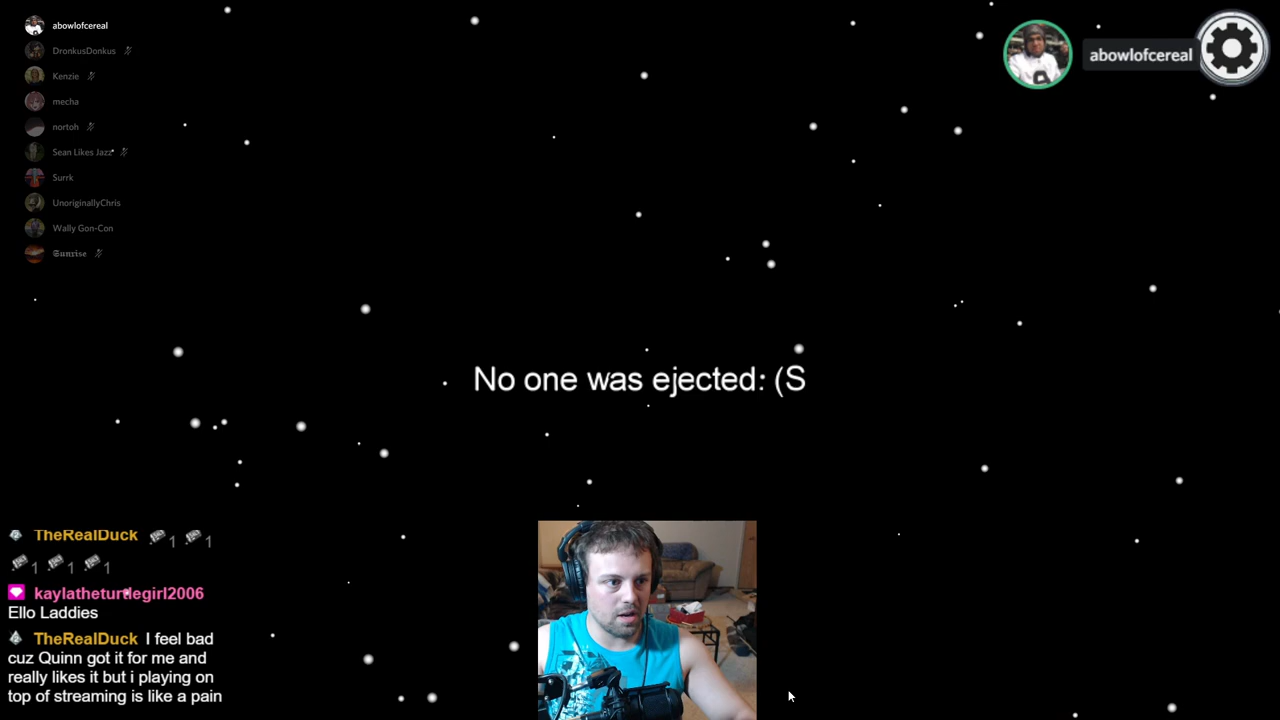 abowlofcereal
DronkusDonkus
Kenzie
mecha
nortoh
Sean Likes Jazz
Surrk
UnoriginallyChris
Wally Gon-Con
𝕾𝖚𝖓𝖗𝖎𝖘𝖊
abowlofcereal
No one was ejected: (S
TheRealDuck 1 1
1 1 1
kaylatheturtlegirl2006
Ello Laddies
TheRealDuck I feel bad
cuz Quinn got it for me and
really likes it but i playing on
top of streaming is like a pain